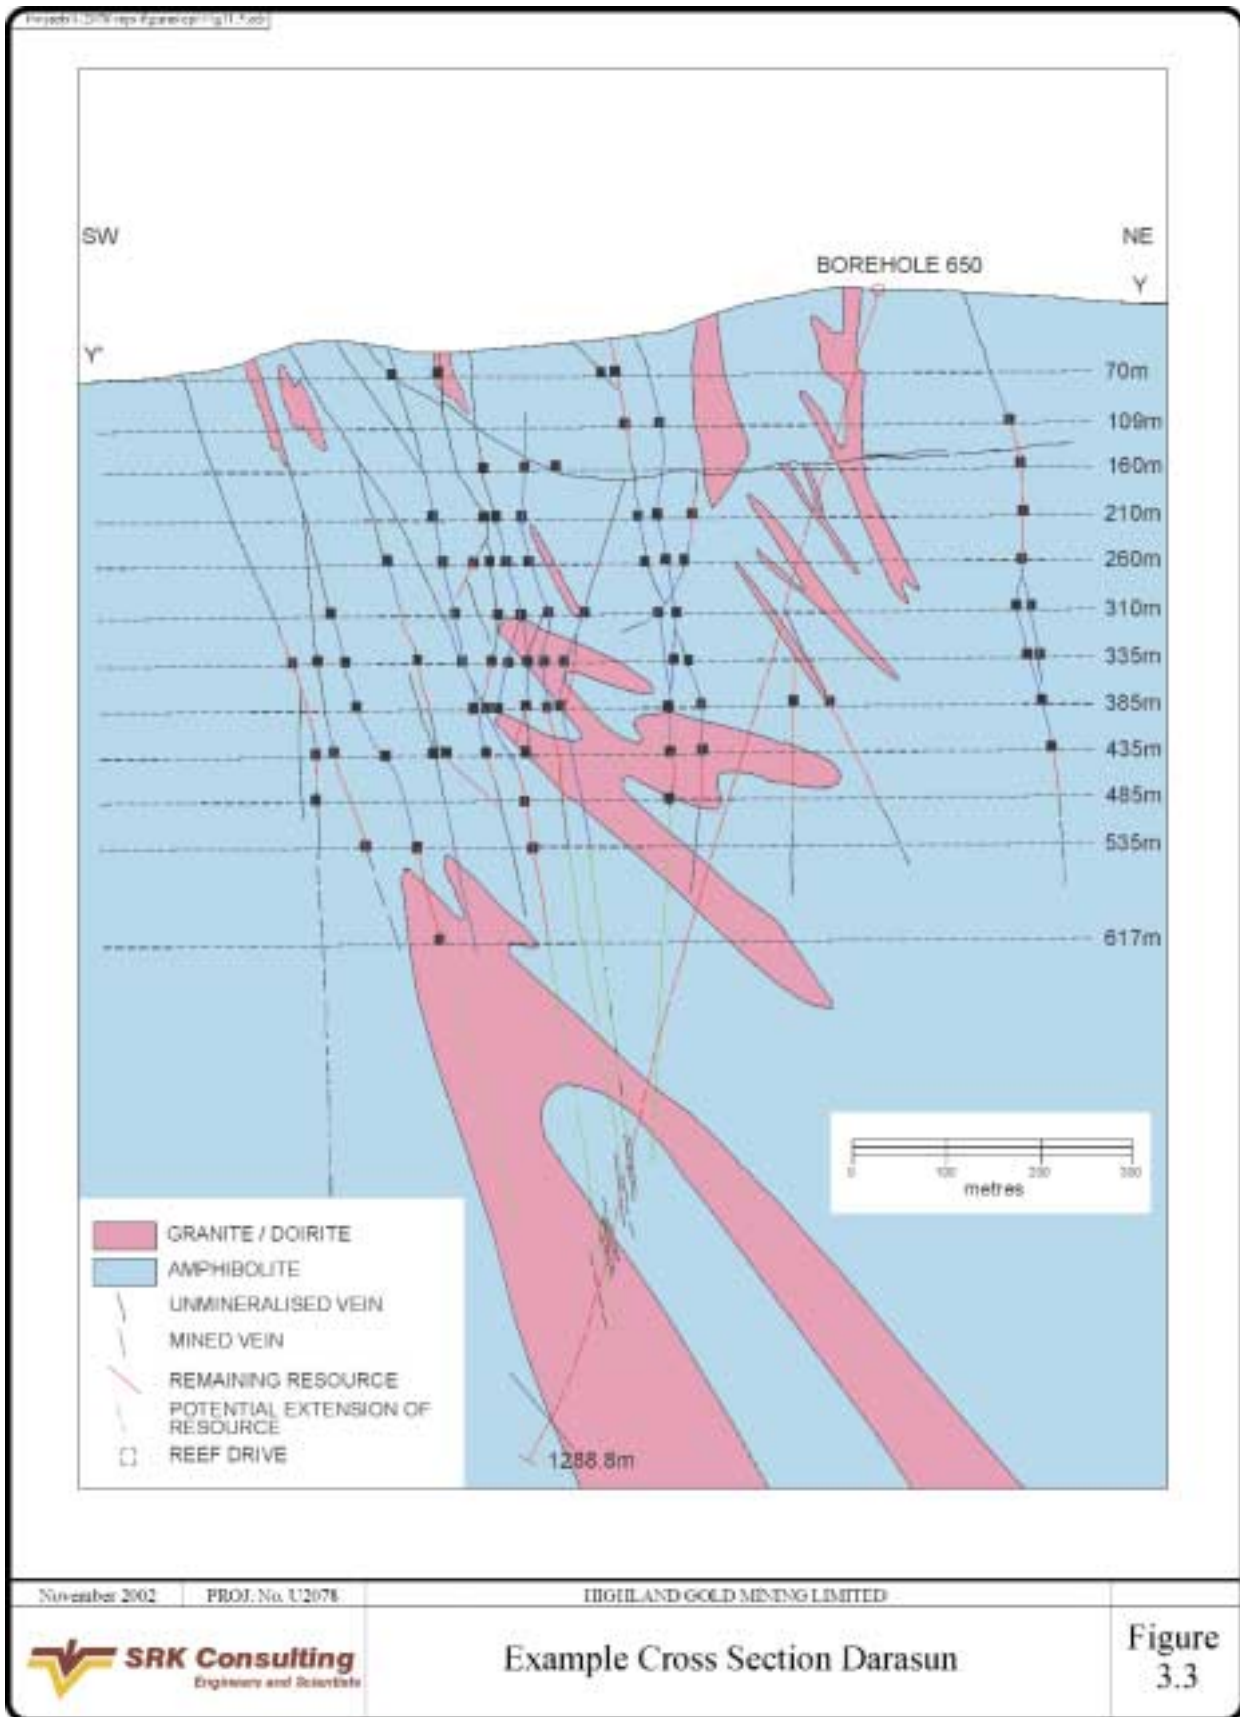 SW
NE
BOREHOLE 650
Y
Y'
70m
109m
160m
210m
260m
310m
335m
385m
435m
485m
535m
617m
0 100 200 300
metres
GRANITE / DOIRITE
AMPHIBOLITE
UNMINERALISED VEIN
MINED VEIN
REMAINING RESOURCE
POTENTIAL EXTENSION OF
RESOURCE
REEF DRIVE
1288.8m
November 2002
PROJ. No. U2078
HIGHLAND GOLD MINING LIMITED
SRK Consulting
Engineers and Scientists
Example Cross Section Darasun
Figure
3.3